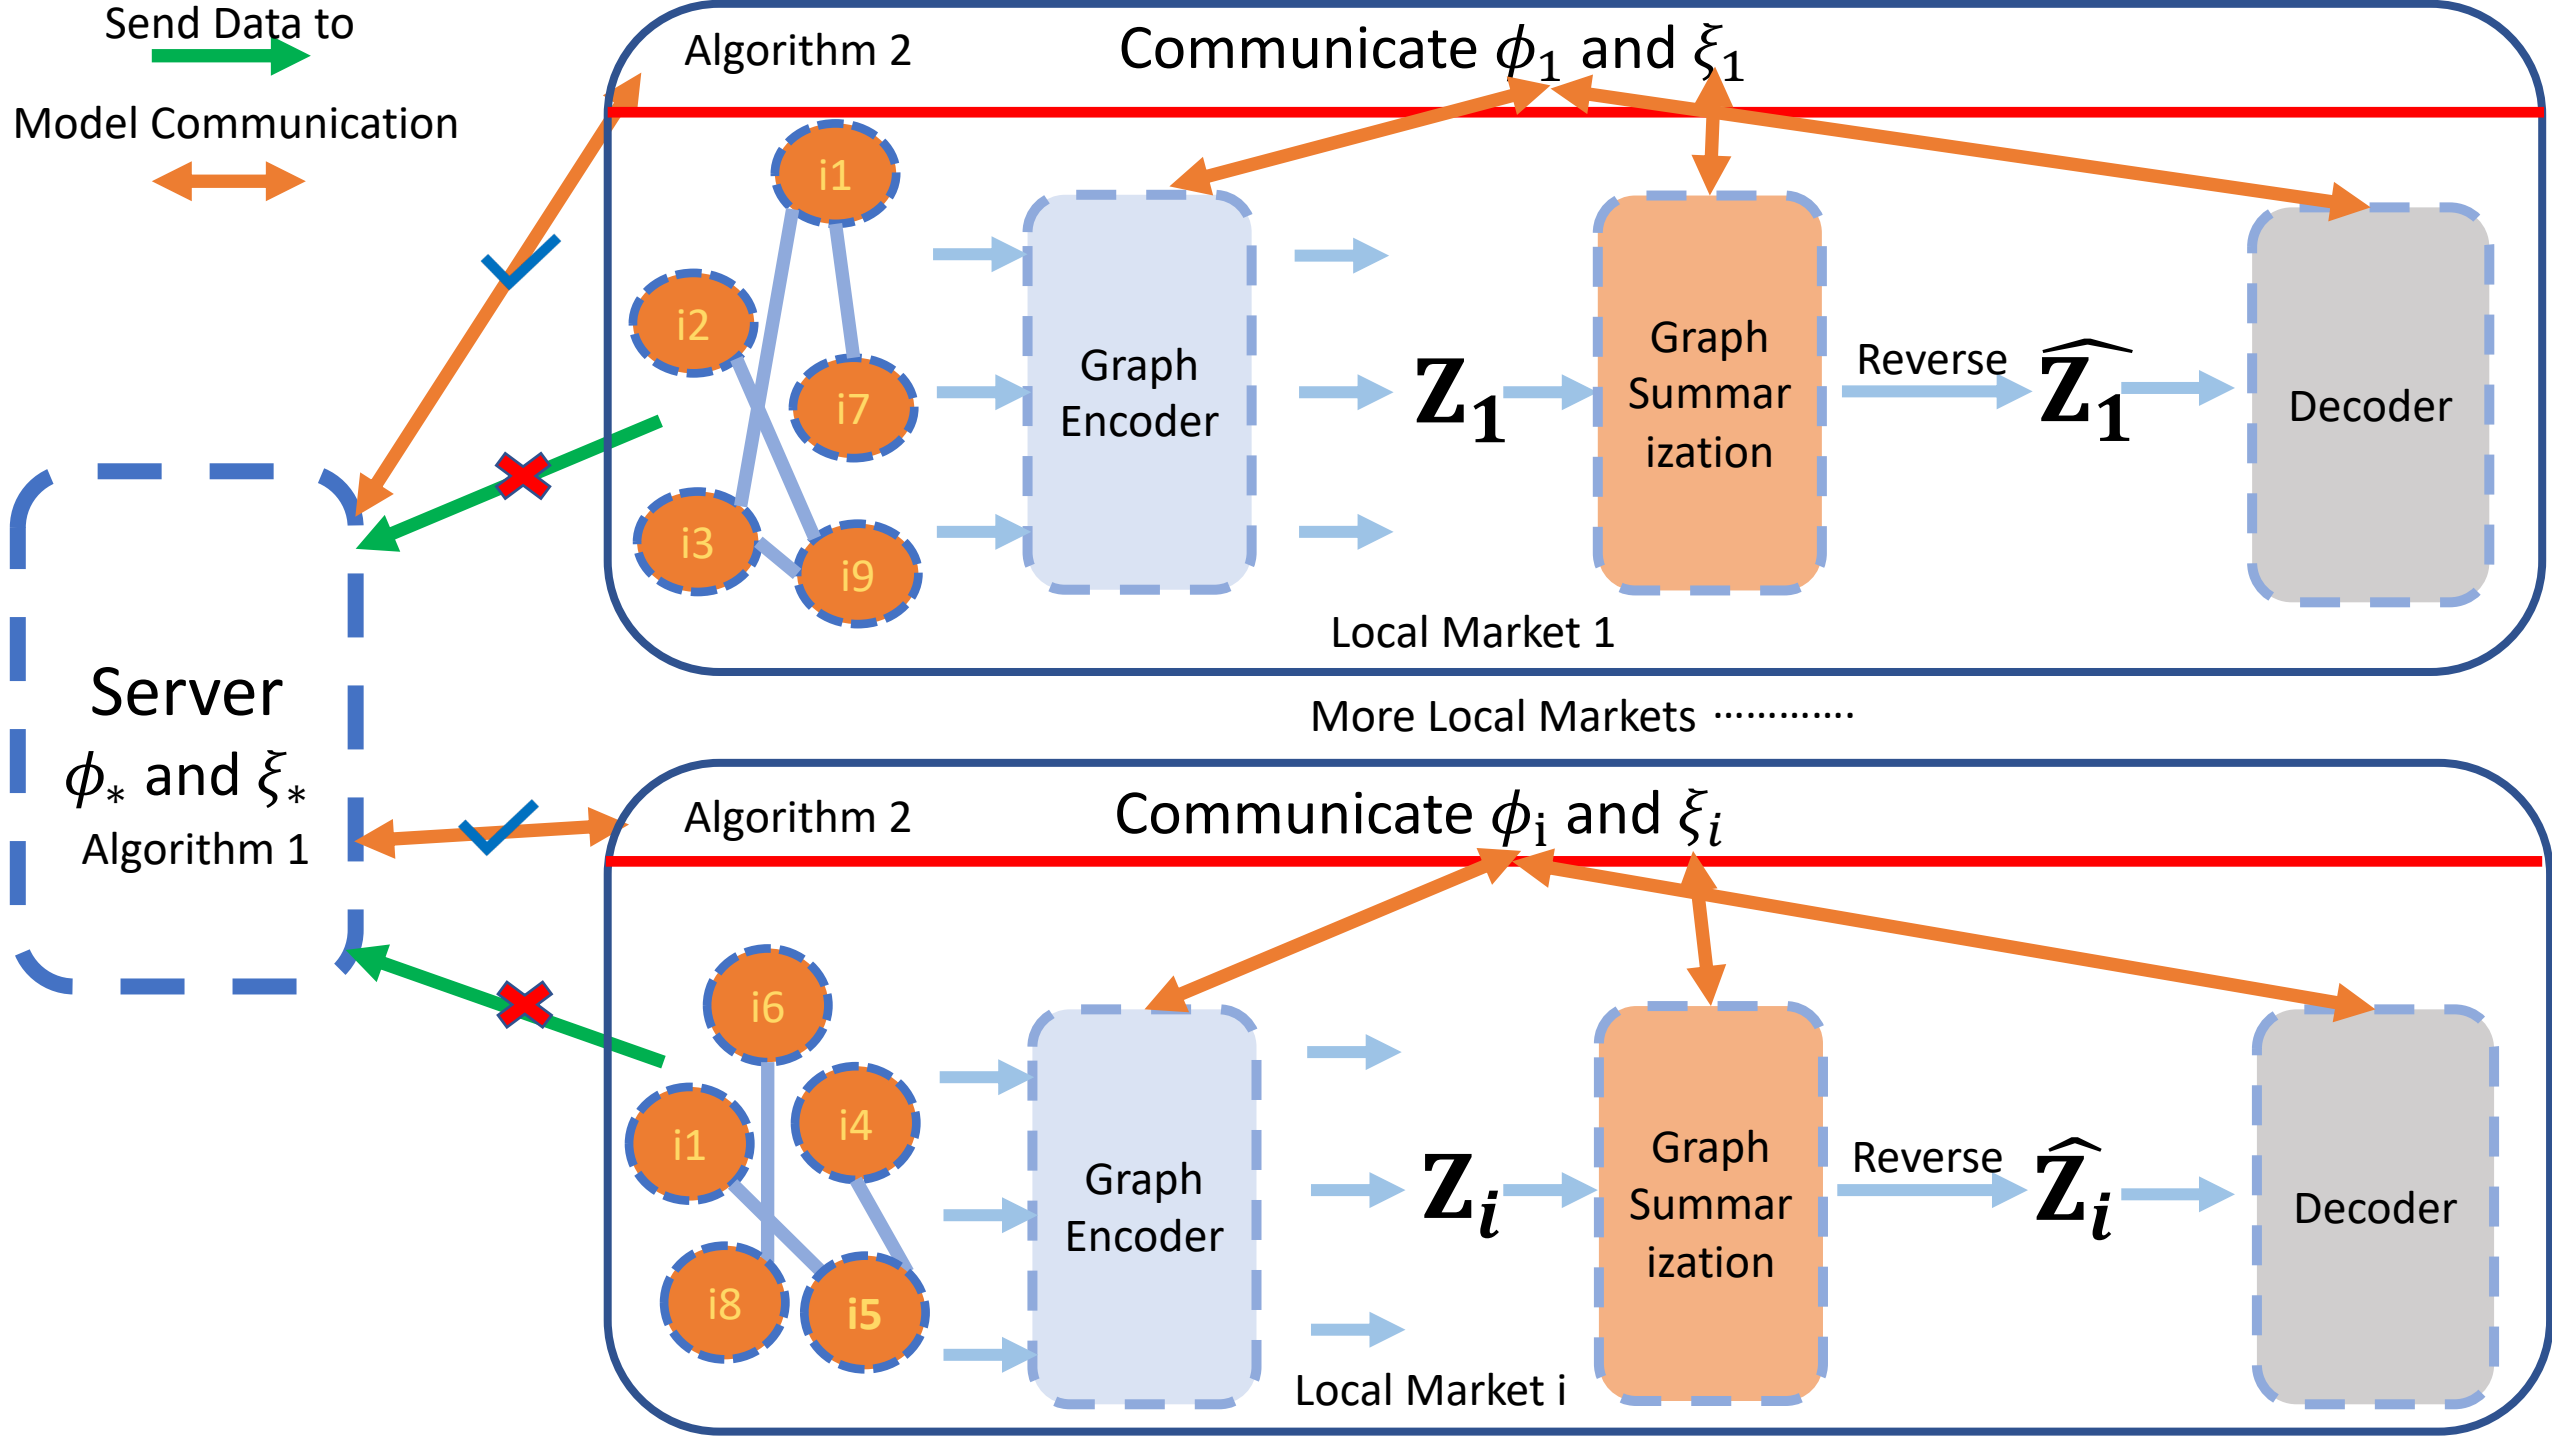 Send Data to
Model Communication
Server
ϕ* and ξ*
Algorithm 1
Algorithm 2
Communicate ϕ₁ and ξ₁
i1
i2
i7
i3
i9
Graph
Encoder
Z₁
Graph
Summar
ization
Reverse
Ẑ₁
Decoder
Local Market 1
More Local Markets ·············
Algorithm 2
Communicate ϕᵢ and ξᵢ
i6
i4
i1
i8
i5
Graph
Encoder
Zᵢ
Graph
Summar
ization
Reverse
Ẑᵢ
Decoder
Local Market i